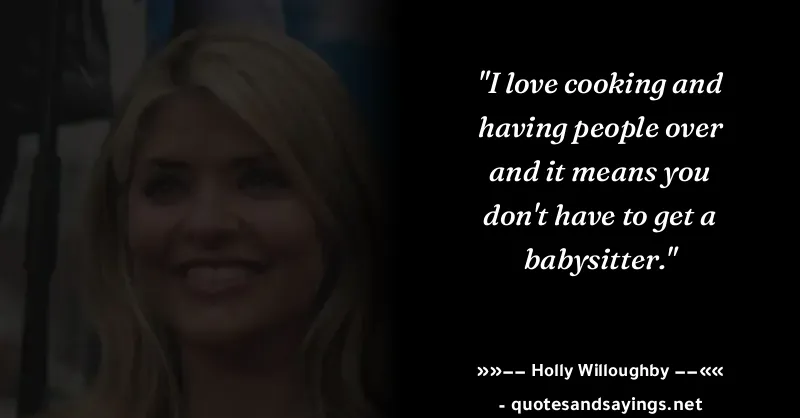 "I love cooking and
having people over
and it means you
don't have to get a
babysitter."
»»−− Holly Willoughby −−««
- quotesandsayings.net